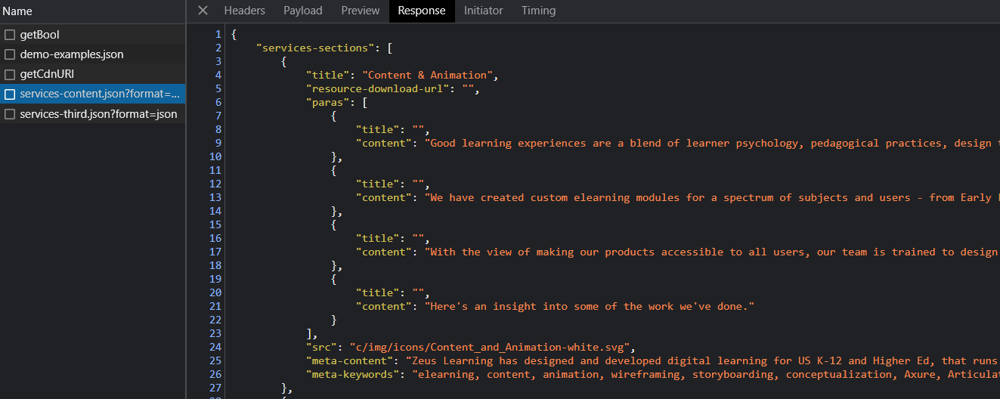 Name
Headers Payload Preview Response Initiator Timing
getBool
demo-examples.json
getCdnURI
services-content.json?format=...
services-third.json?format=json
1 {
2 "services-sections": [
3 {
4 "title": "Content & Animation",
5 "resource-download-url": "",
6 "paras": [
7 {
8 "title": "",
9 "content": "Good learning experiences are a blend of learner psychology, pedagogical practices, design
10 },
11 {
12 "title": "",
13 "content": "We have created custom elearning modules for a spectrum of subjects and users - from Early
14 },
15 {
16 "title": "",
17 "content": "With the view of making our products accessible to all users, our team is trained to design
18 },
19 {
20 "title": "",
21 "content": "Here's an insight into some of the work we've done."
22 }
23 ],
24 "src": "c/img/icons/Content_and_Animation-white.svg",
25 "meta-content": "Zeus Learning has designed and developed digital learning for US K-12 and Higher Ed, that runs
26 "meta-keywords": "elearning, content, animation, wireframing, storyboarding, conceptualization, Axure, Articulat
27 },